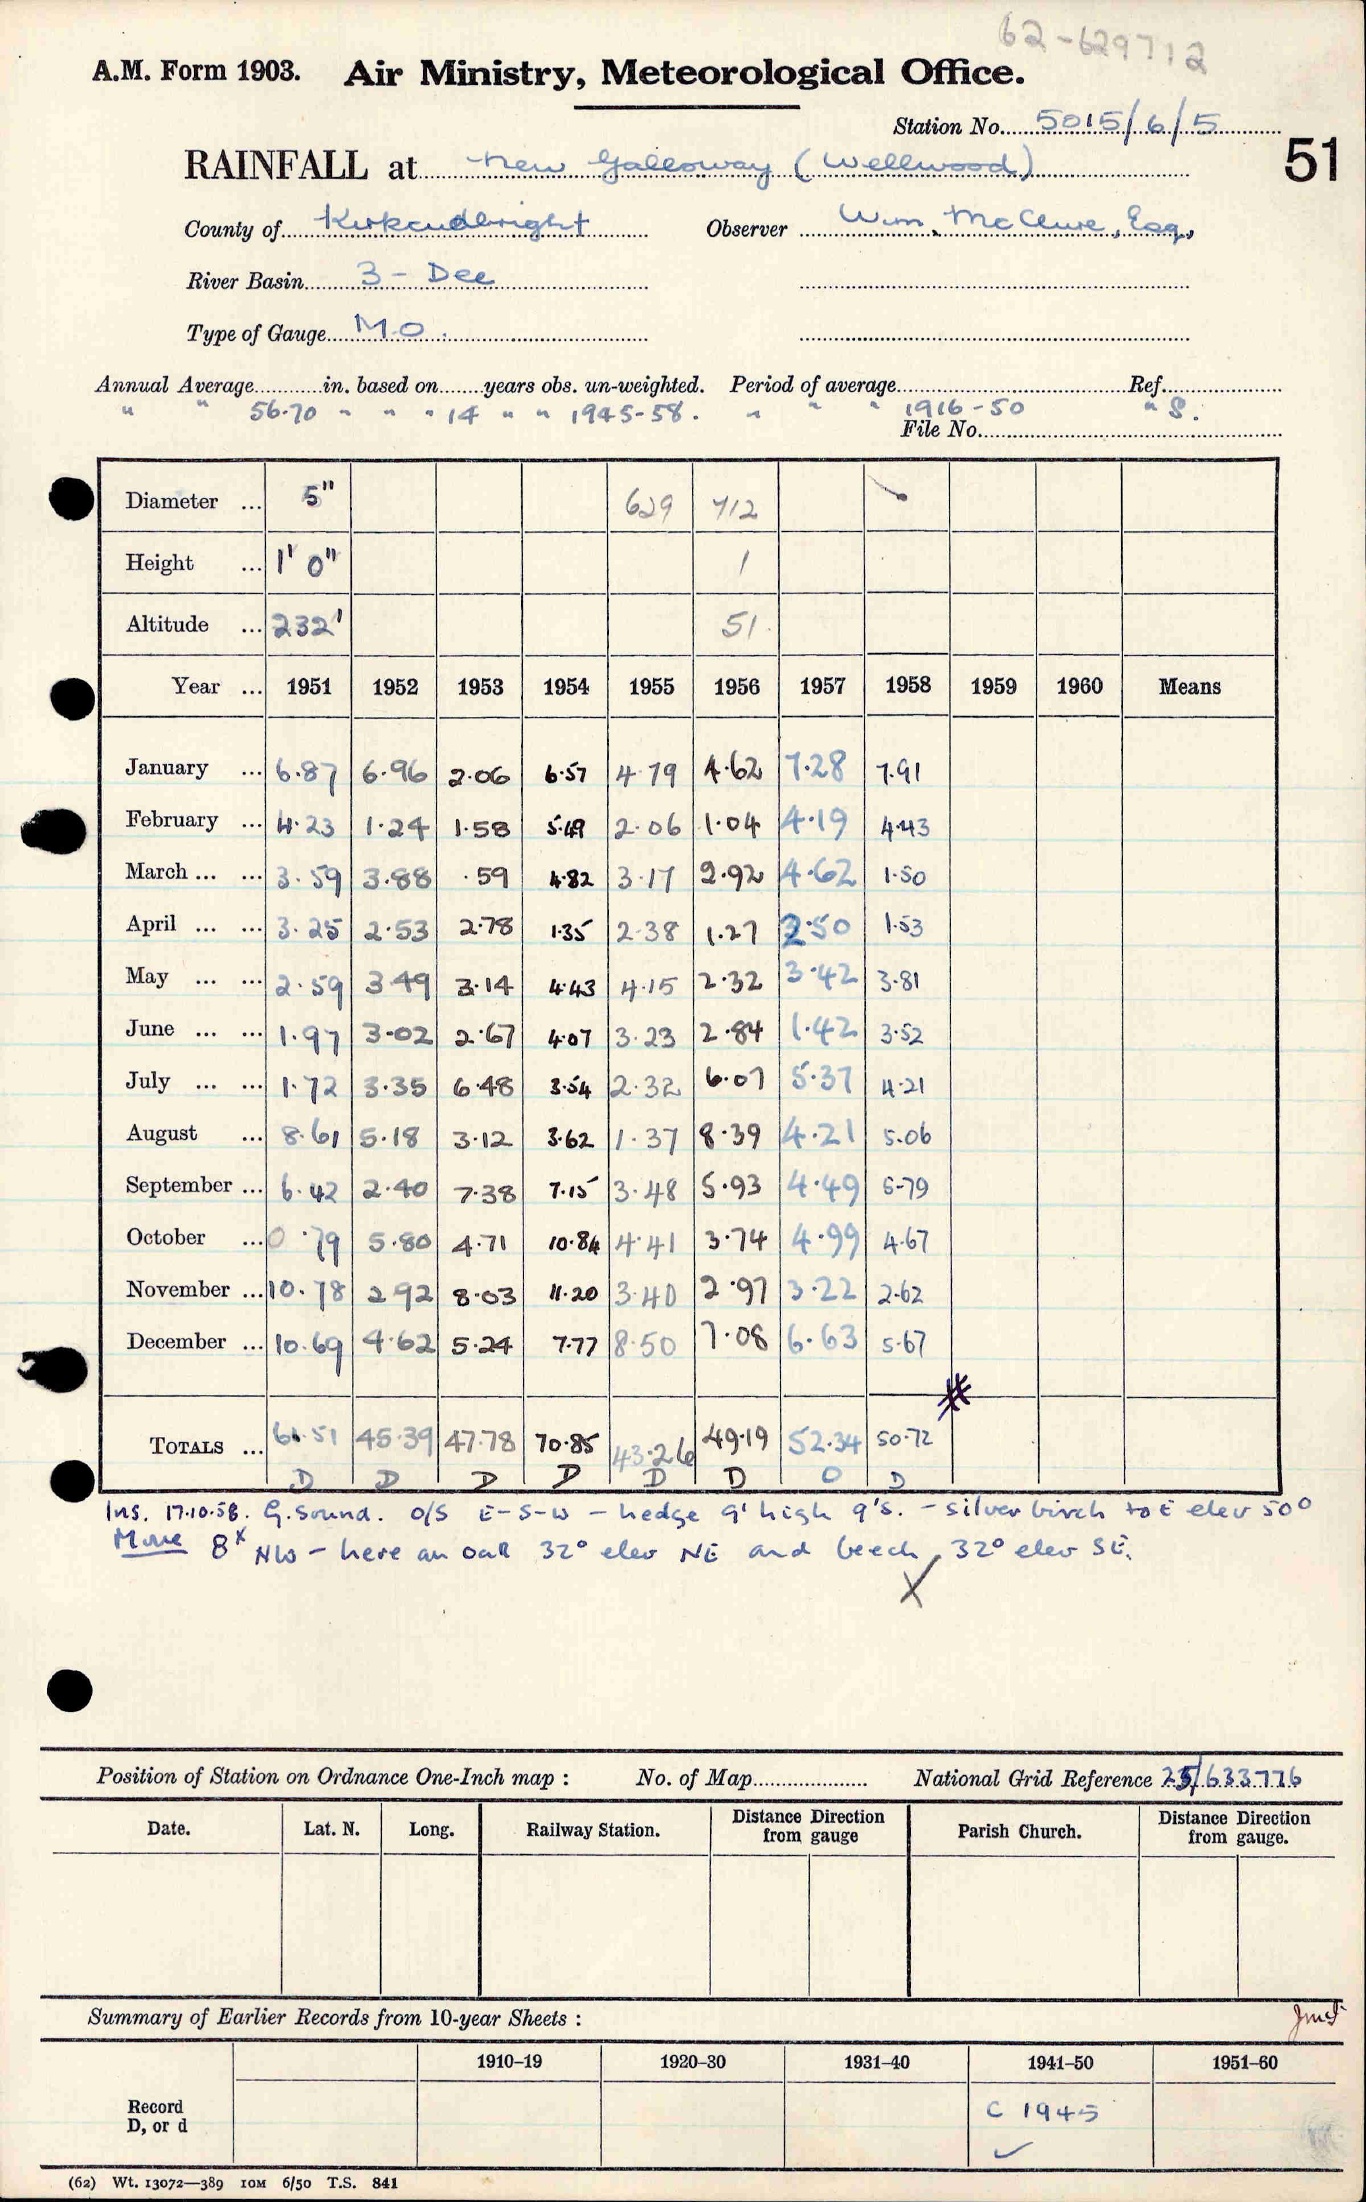 62-629712
A.M. Form 1903. Air Ministry, Meteorological Office.
Station No. 5015/6/5
51
RAINFALL at New Galloway (Wellwood)
County of Kirkcudbright Observer Wm. McClure, Esq.,
River Basin 3 - Dee
Type of Gauge M.O.
Annual Average in. based on years obs. un-weighted. Period of average Ref.
" " 56.70 " " " 14 " " 1945-58. " " " 1916-50 " S.
File No.
Diameter ... 5" 629 712
Height ... 1' 0" 1
Altitude ... 232' 51
Year ... 1951 1952 1953 1954 1955 1956 1957 1958 1959 1960 Means
January ... 6.87 6.96 2.06 6.57 4.79 4.62 7.28 7.91
February ... 4.23 1.24 1.58 5.49 2.06 1.04 4.19 4.43
March ... ... 3.59 3.88 .59 4.82 3.17 2.92 4.62 1.50
April ... ... 3.25 2.53 2.78 1.35 2.38 1.27 2.50 1.53
May ... ... 2.59 3.49 3.14 4.43 4.15 2.32 3.42 3.81
June ... ... 1.97 3.02 2.67 4.07 3.23 2.84 1.42 3.52
July ... ... 1.72 3.35 6.48 3.54 2.32 6.07 5.37 4.21
August ... 8.61 5.18 3.12 3.62 1.37 8.39 4.21 5.06
September ... 6.42 2.40 7.38 7.15 3.48 5.93 4.49 5.79
October ... 0.79 5.80 4.71 10.84 4.41 3.74 4.99 4.67
November ... 10.78 2.92 8.03 11.20 3.40 2.97 3.22 2.62
December ... 10.69 4.62 5.24 7.77 8.50 7.08 6.63 5.67
TOTALS ... 61.51 45.39 47.78 70.85 43.26 49.19 52.34 50.72
D D D D D D D D
Ins. 17.10.58. G. Sound. O/S E-S-W - hedge 9' high 9's. - silver birch to E elev 50°
Move 8x NW - here an oak 32° elev NE and beech, 32° elev SE.
X
Position of Station on Ordnance One-Inch map : No. of Map National Grid Reference 25/633776
Date. Lat. N. Long. Railway Station. Distance Direction from gauge Parish Church. Distance Direction from gauge.
Summary of Earlier Records from 10-year Sheets :
1910-19 1920-30 1931-40 1941-50 1951-60
Record
D, or d
C 1945
✓
(62) Wt. 13072—389 10M 6/50 T.S. 841